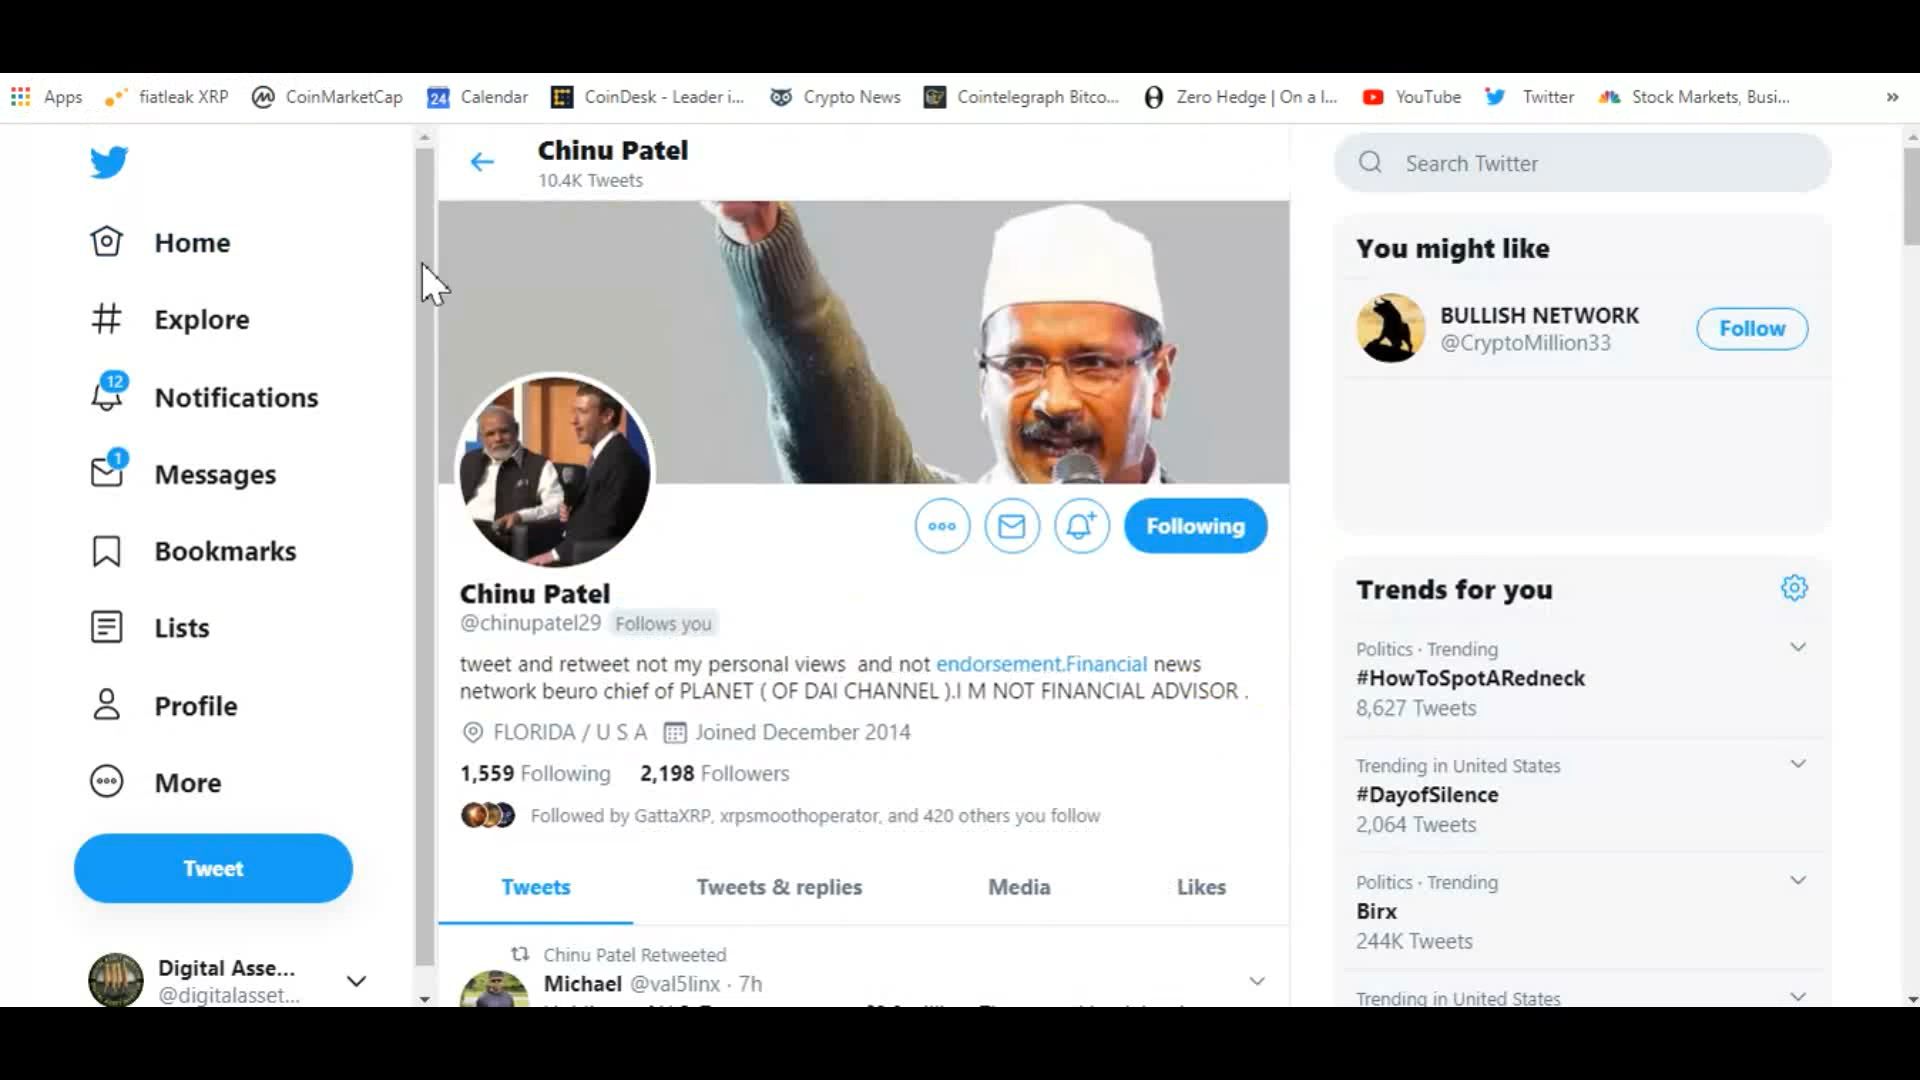 Apps fiatleak XRP CoinMarketCap 24 Calendar CoinDesk - Leader i... Crypto News Cointelegraph Bitco... Zero Hedge | On a l... YouTube Twitter Stock Markets, Busi... »
Chinu Patel
10.4K Tweets
Home
Explore
12
Notifications
1
Messages
Bookmarks
Lists
Profile
More
Tweet
Digital Asse...
@digitalasset...
Following
Chinu Patel
@chinupatel29 Follows you
tweet and retweet not my personal views and not endorsement.Financial news
network beuro chief of PLANET ( OF DAI CHANNEL ).I M NOT FINANCIAL ADVISOR .
FLORIDA / U S A Joined December 2014
1,559 Following 2,198 Followers
Followed by GattaXRP, xrpsmoothoperator, and 420 others you follow
Tweets Tweets & replies Media Likes
Chinu Patel Retweeted
Michael @val5linx · 7h
Search Twitter
You might like
BULLISH NETWORK
@CryptoMillion33
Follow
Trends for you
Politics · Trending
#HowToSpotARedneck
8,627 Tweets
Trending in United States
#DayofSilence
2,064 Tweets
Politics · Trending
Birx
244K Tweets
Trending in United States